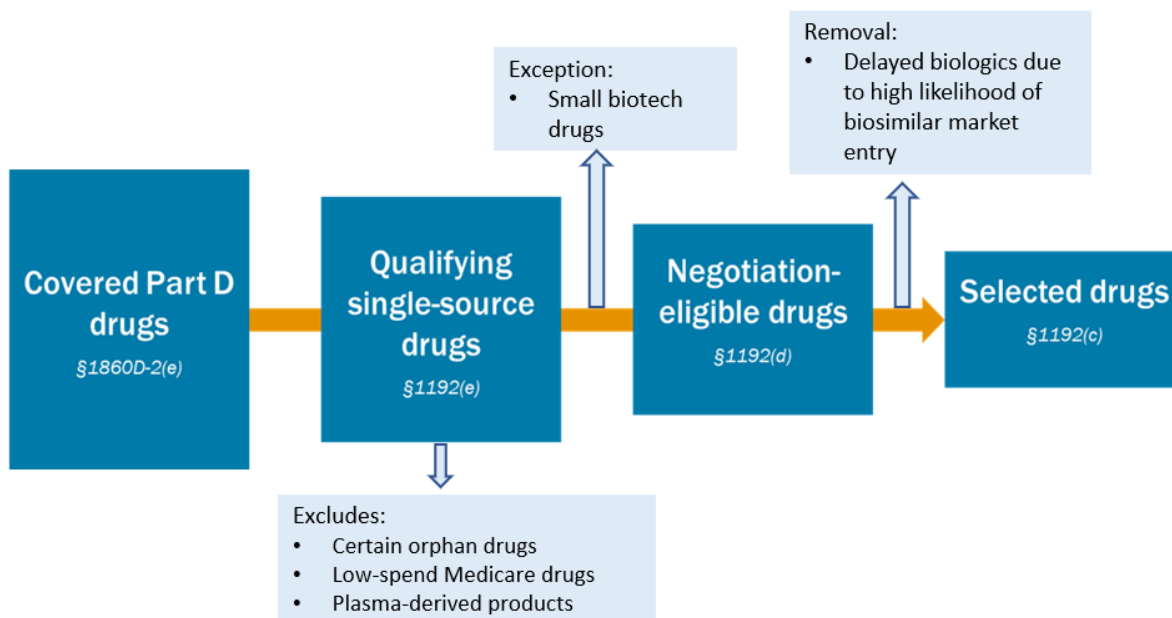 Removal:
• Delayed biologics due
to high likelihood of
biosimilar market
entry
Exception:
• Small biotech
drugs
Covered Part D
drugs
§1860D-2(e)
Qualifying
single-source
drugs
§1192(e)
Negotiation-
eligible drugs
§1192(d)
Selected drugs
§1192(c)
Excludes:
• Certain orphan drugs
• Low-spend Medicare drugs
• Plasma-derived products